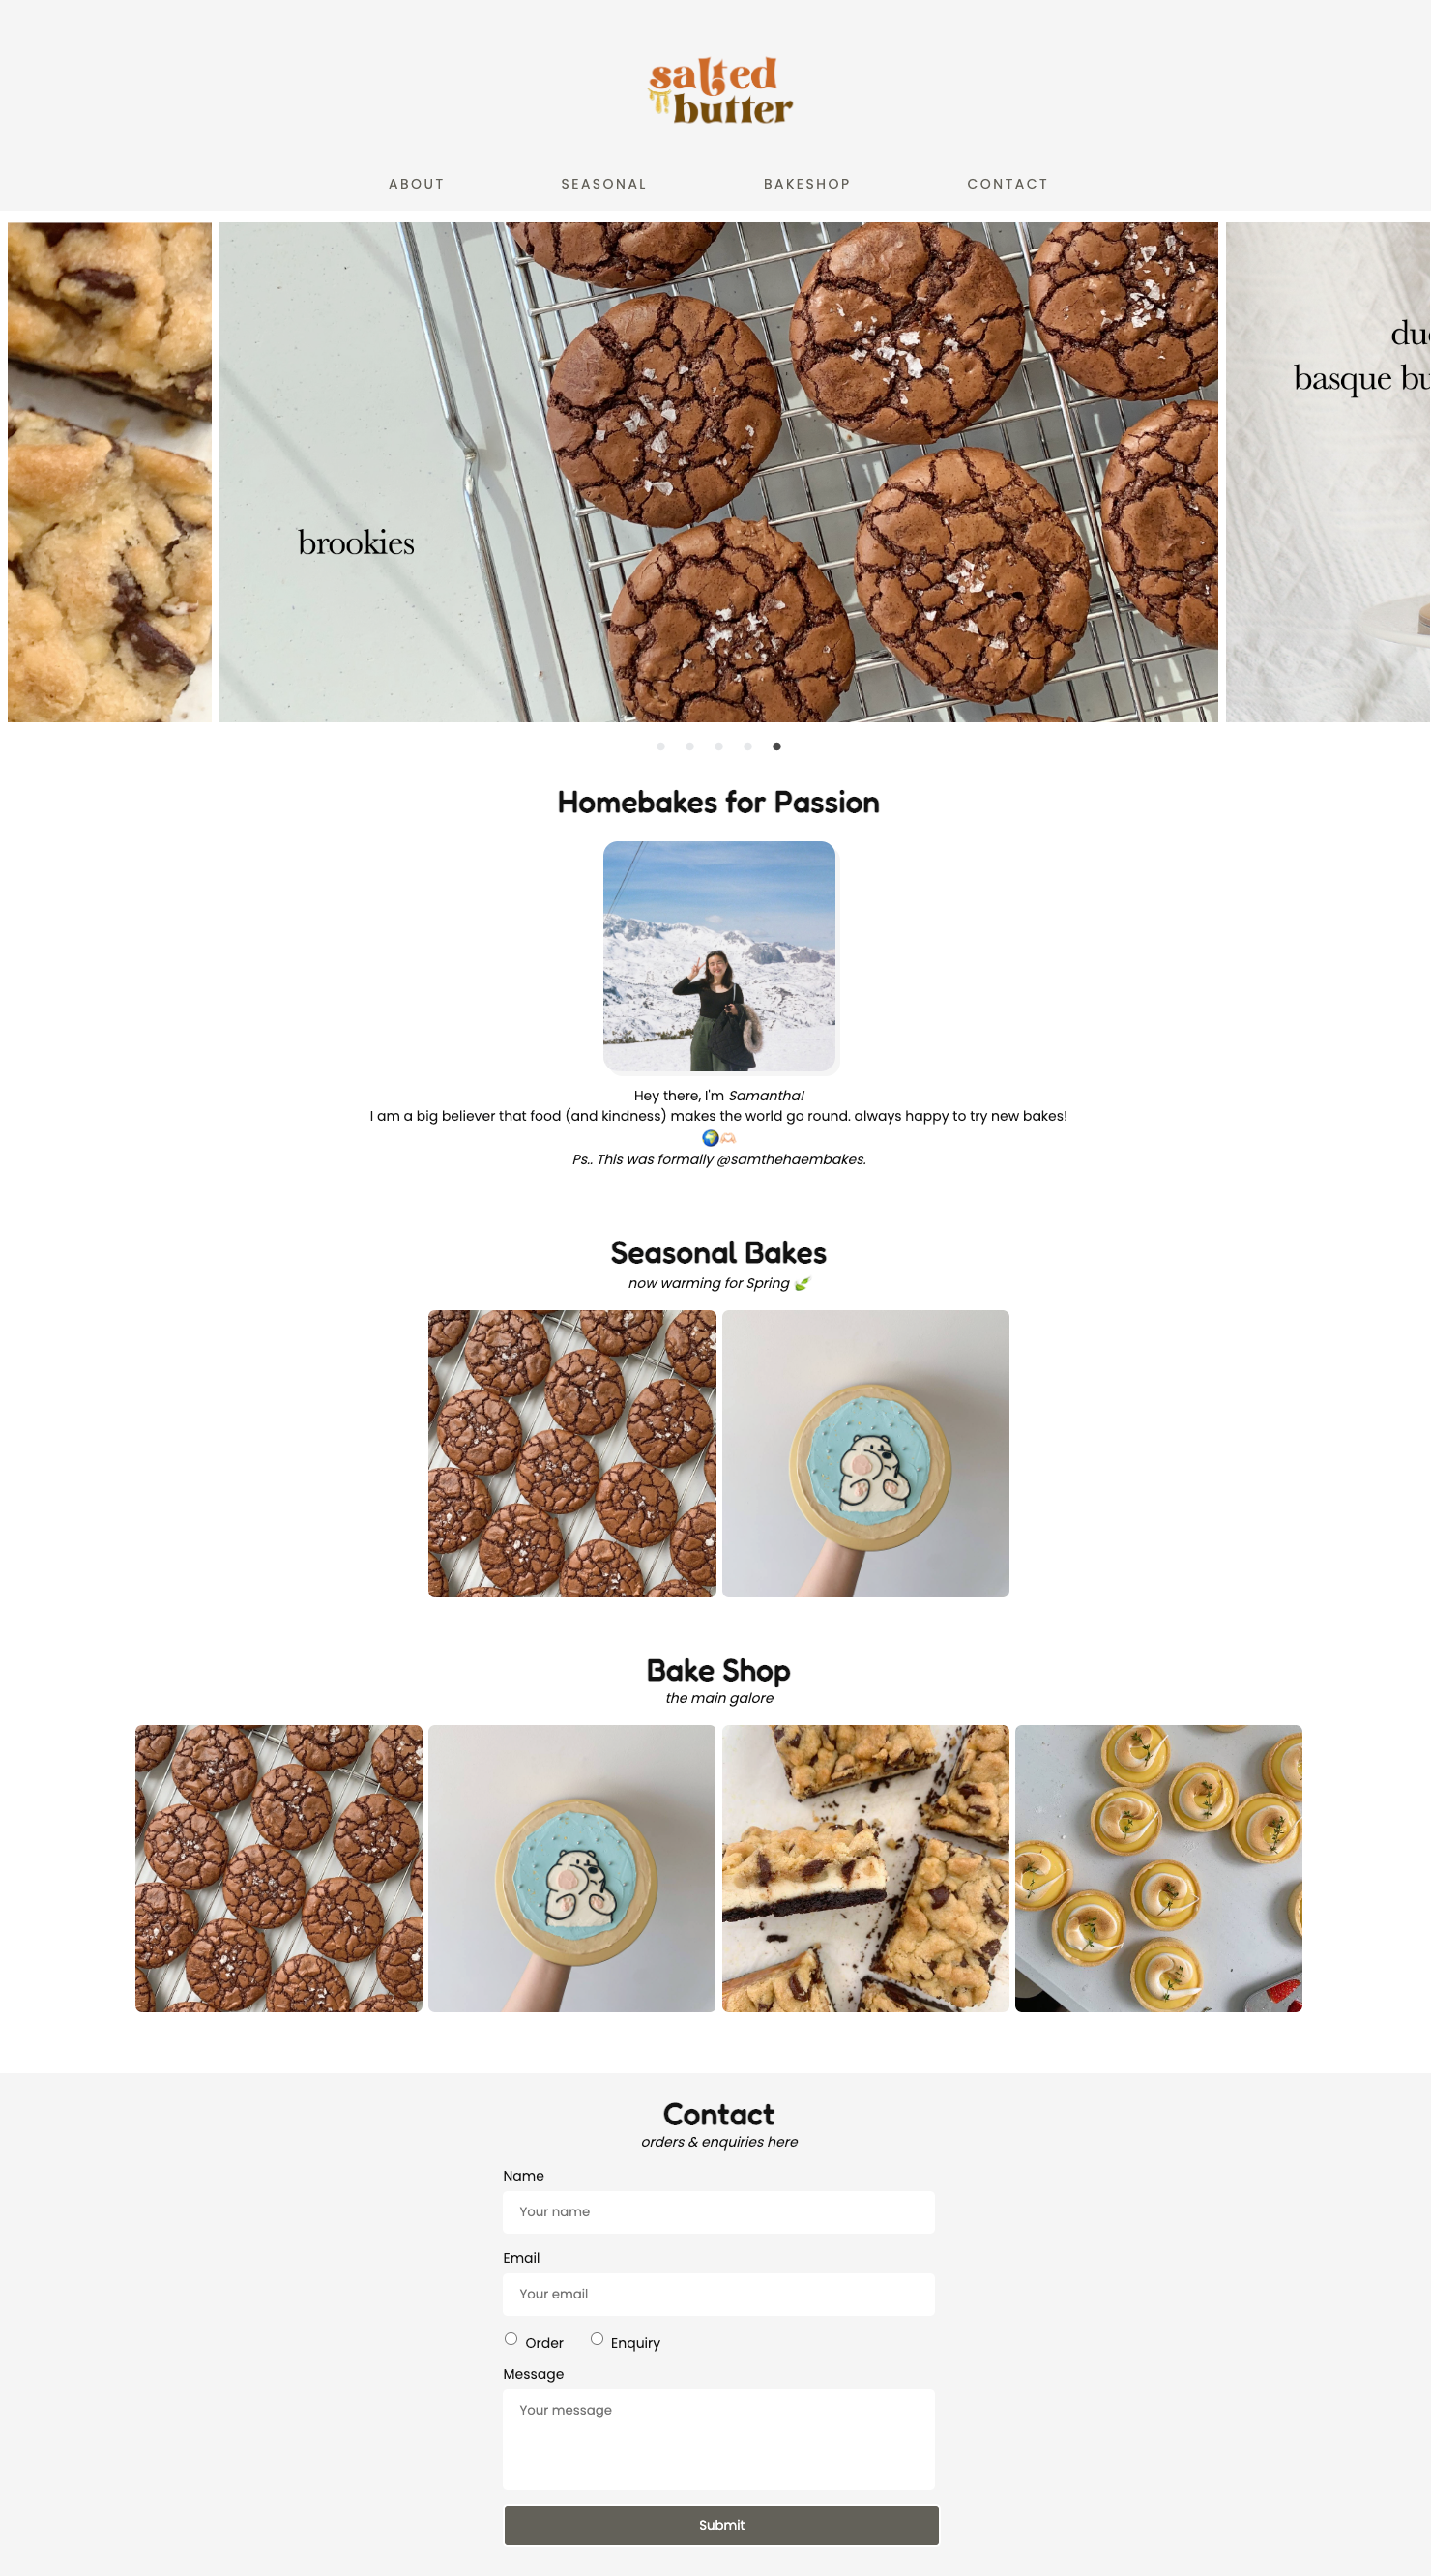 salted
butter
ABOUT SEASONAL BAKESHOP CONTACT
brookies
basque
Homebakes for Passion
Hey there, I'm Samantha!
I am a big believer that food (and kindness) makes the world go round. always happy to try new bakes!
🌍🫶🏻
Ps.. This was formally @samthehaembakes.
Seasonal Bakes
now warming for Spring 🍃
Bake Shop
the main galore
Contact
orders & enquiries here
Name
Your name
Email
Your email
Order Enquiry
Message
Your message
Submit